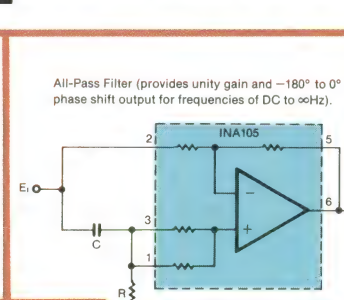 All-Pass Filter (provides unity gain and −180° to 0°
phase shift output for frequencies of DC to ∞Hz).
INA105
2
5
E₁
6
3
C
1
R
−
+